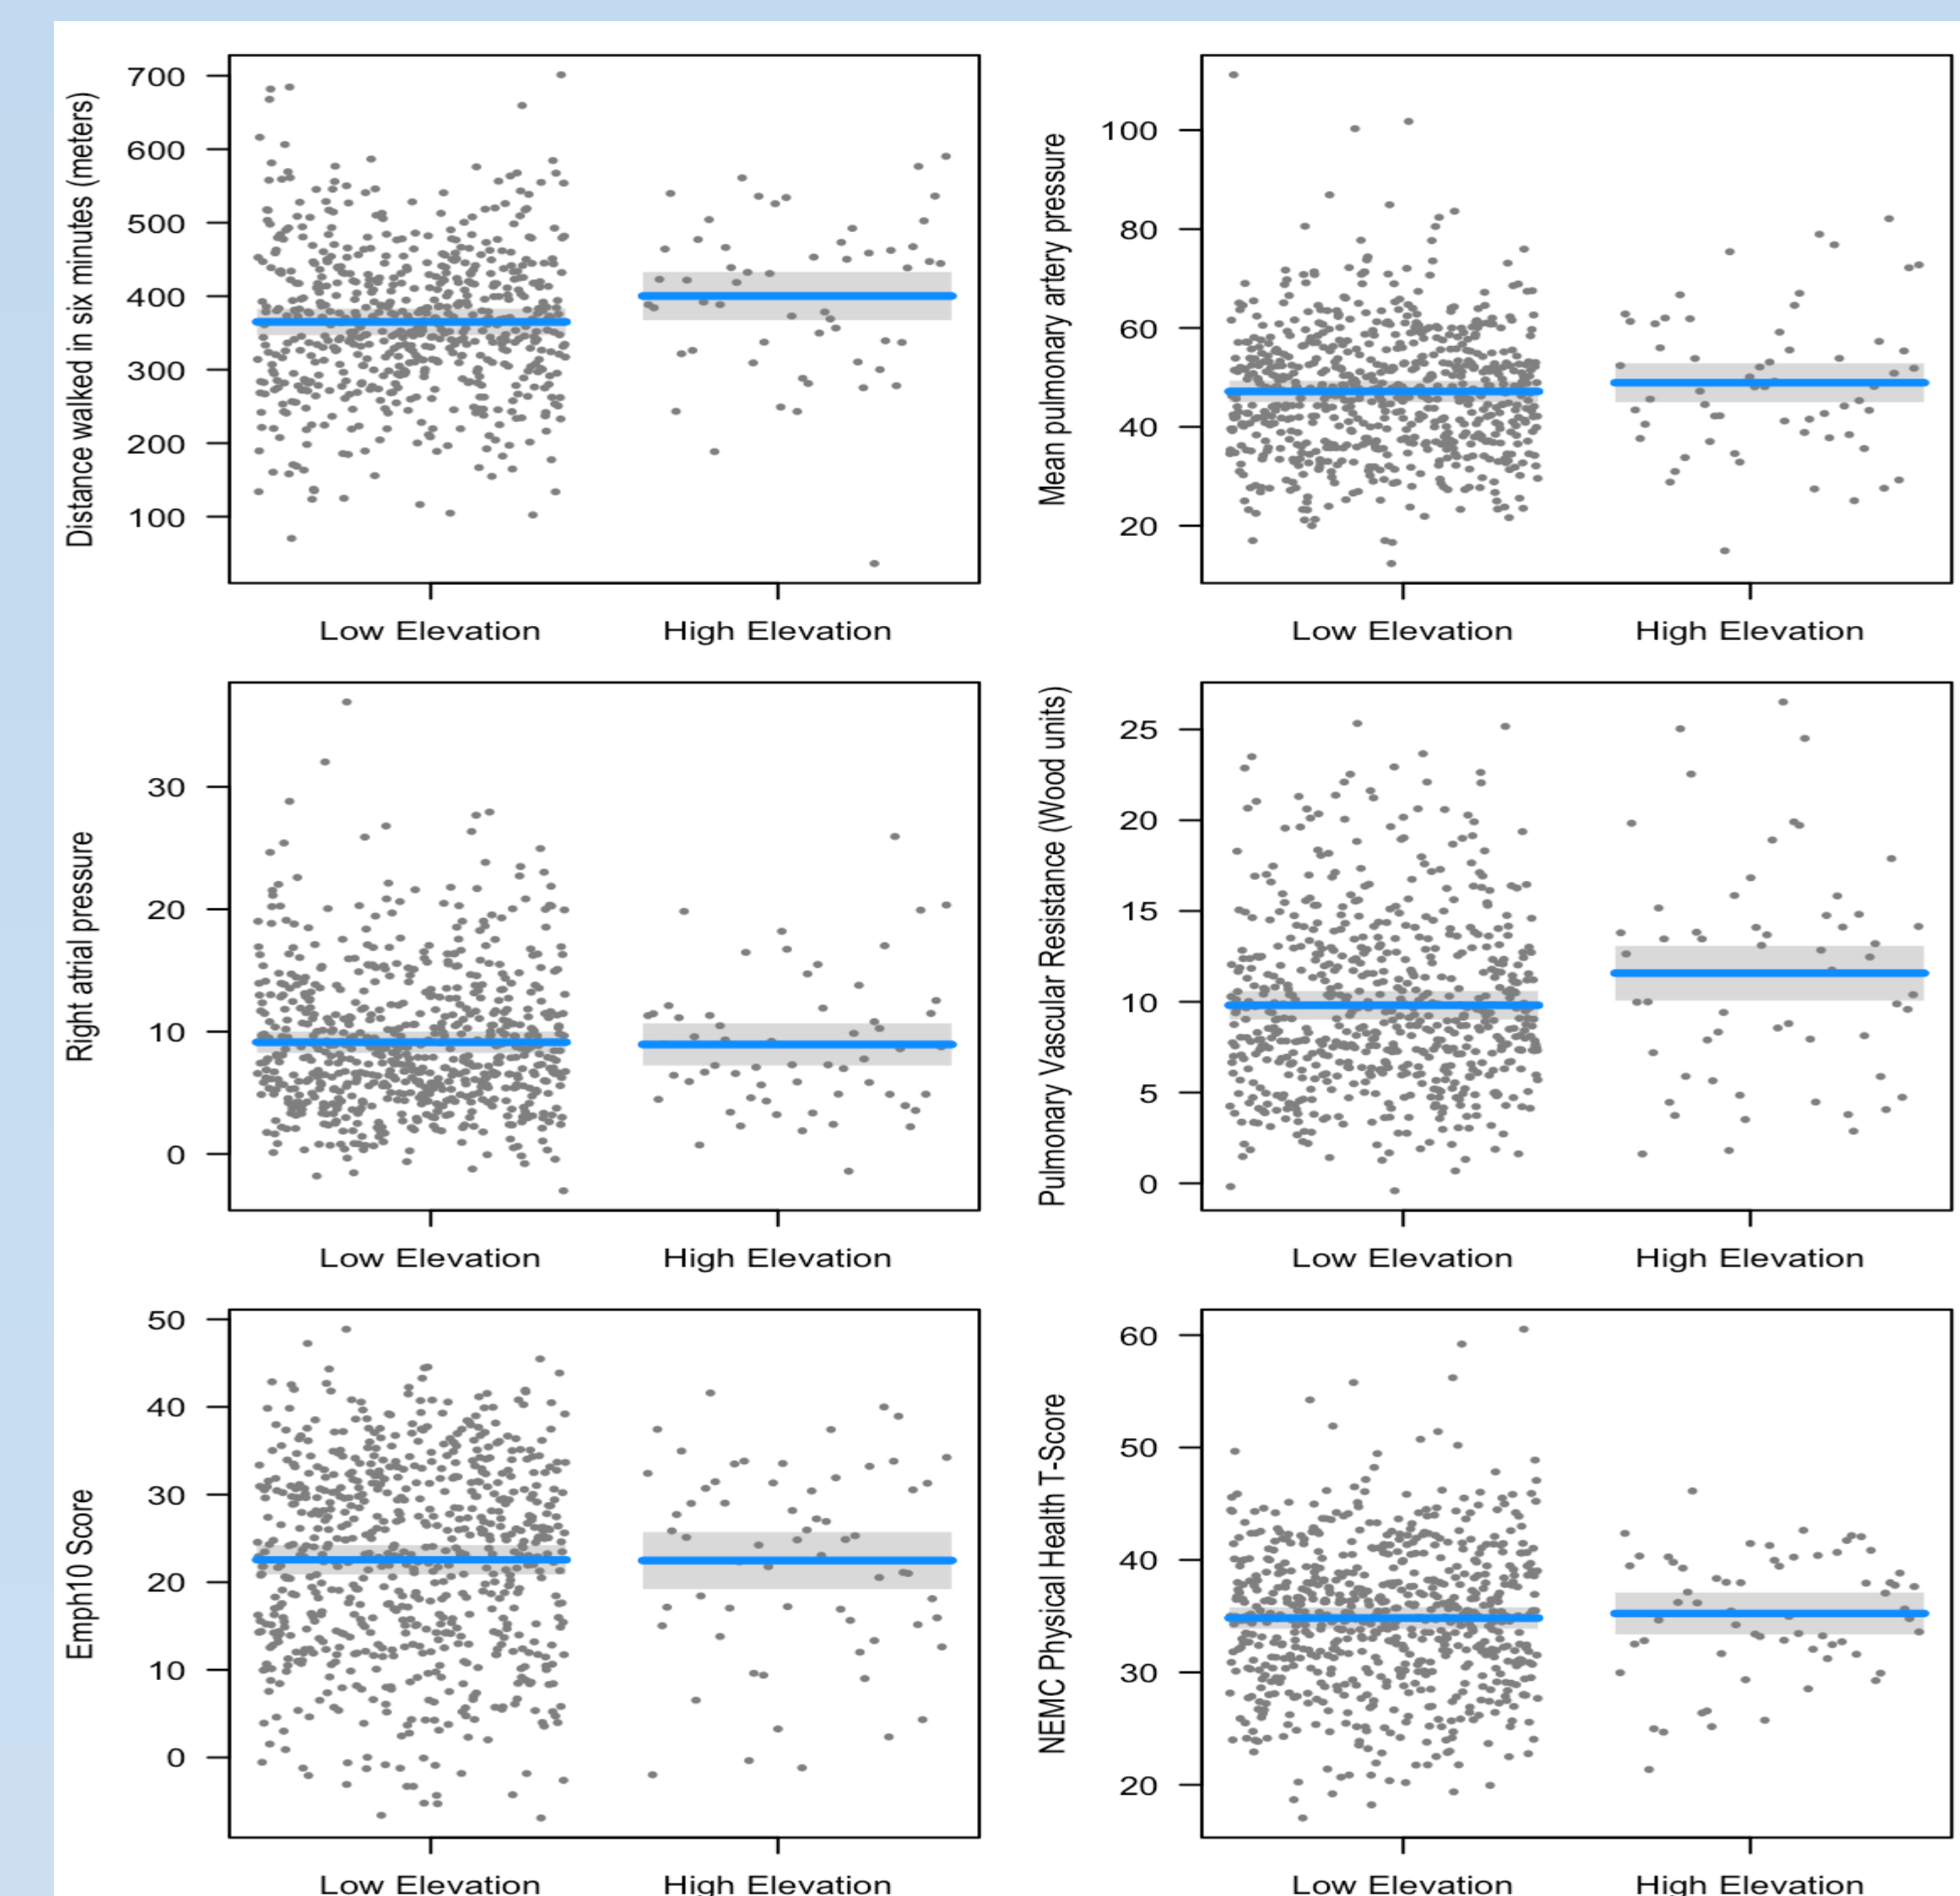 Distance walked in six minutes (meters)
700
600
500
400
300
200
100
Low Elevation High Elevation
Mean pulmonary artery pressure
100
80
60
40
20
Low Elevation High Elevation
Right atrial pressure
30
20
10
0
Low Elevation High Elevation
Pulmonary Vascular Resistance (Wood units)
25
20
15
10
5
0
Low Elevation High Elevation
Emph10 Score
50
40
30
20
10
0
Low Elevation High Elevation
NEMC Physical Health T-Score
60
50
40
30
20
Low Elevation High Elevation